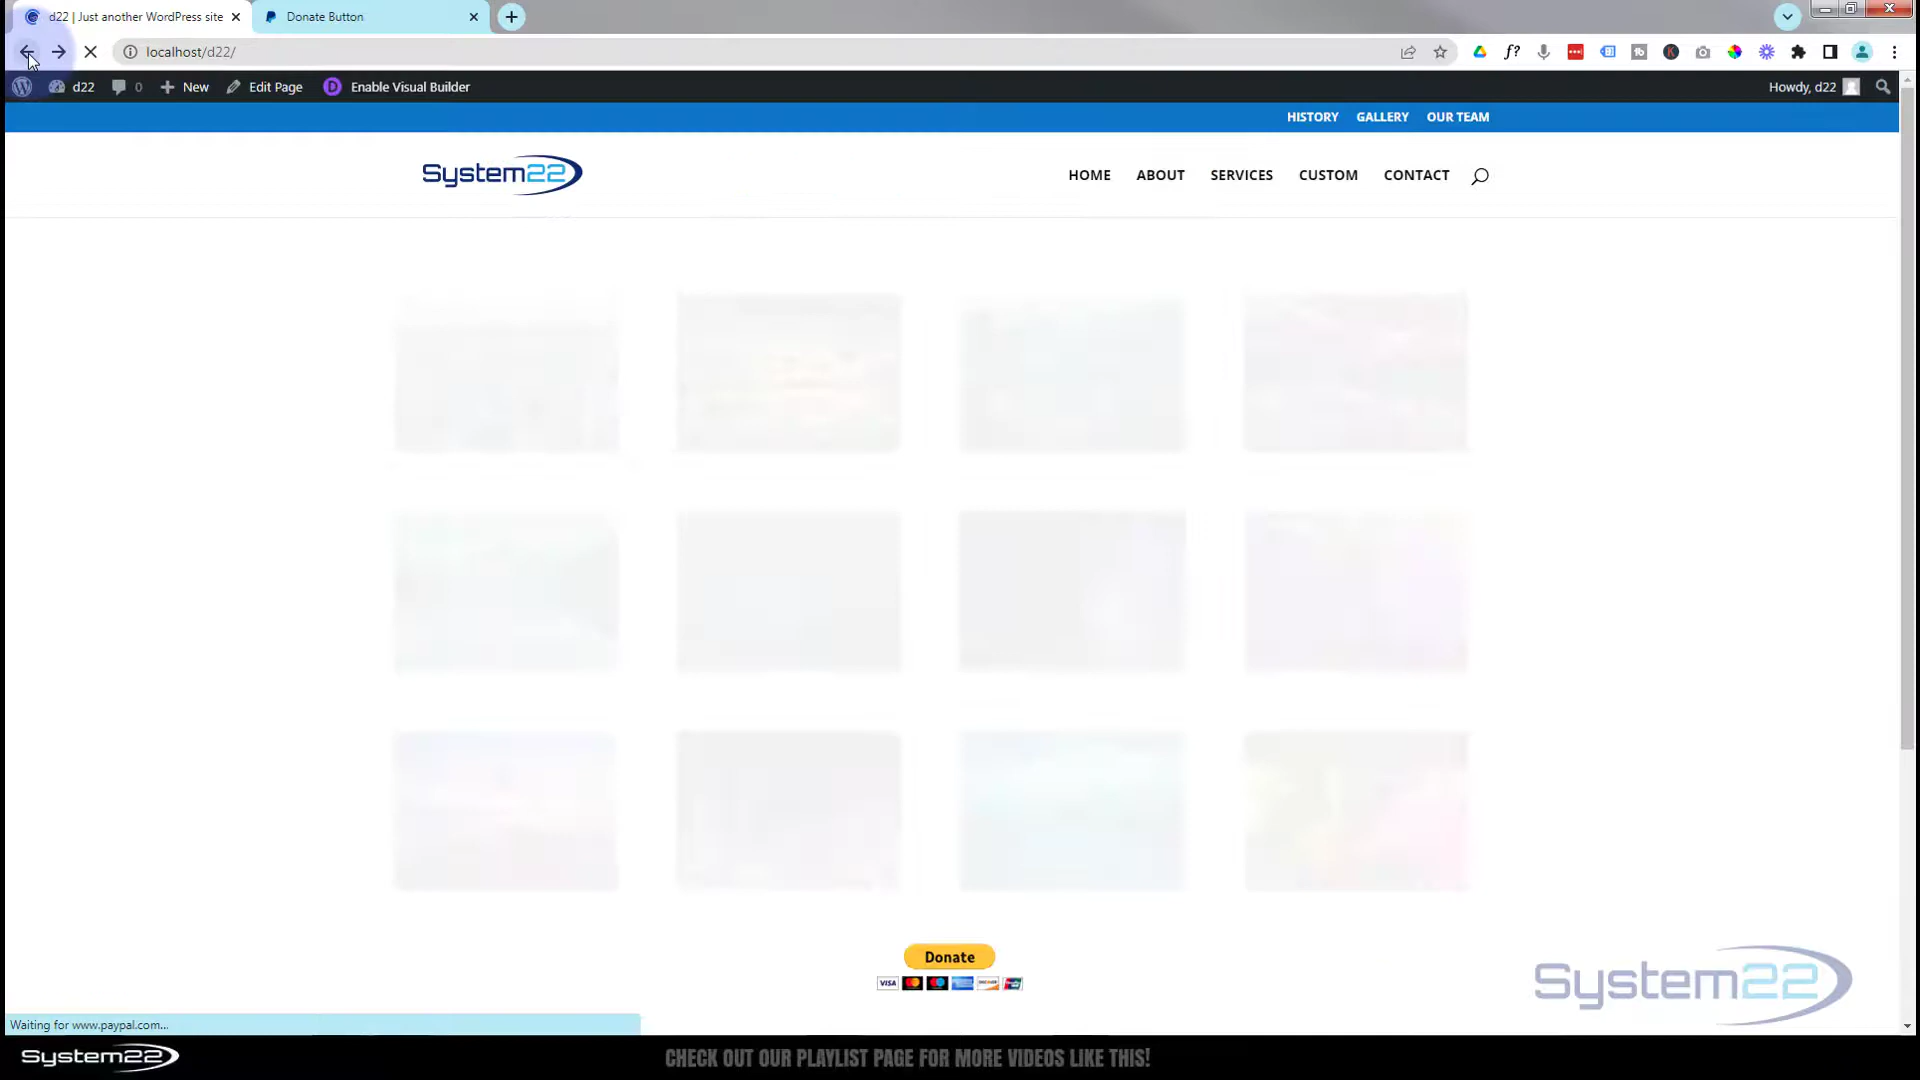 d22 | Just another WordPress site
Donate Button
localhost/d22/
d22
0
New
Edit Page
Enable Visual Builder
Howdy, d22
HISTORY
GALLERY
OUR TEAM
System22
HOME
ABOUT
SERVICES
CUSTOM
CONTACT
Donate
VISA
System22
Waiting for www.paypal.com...
System22
CHECK OUT OUR PLAYLIST PAGE FOR MORE VIDEOS LIKE THIS!